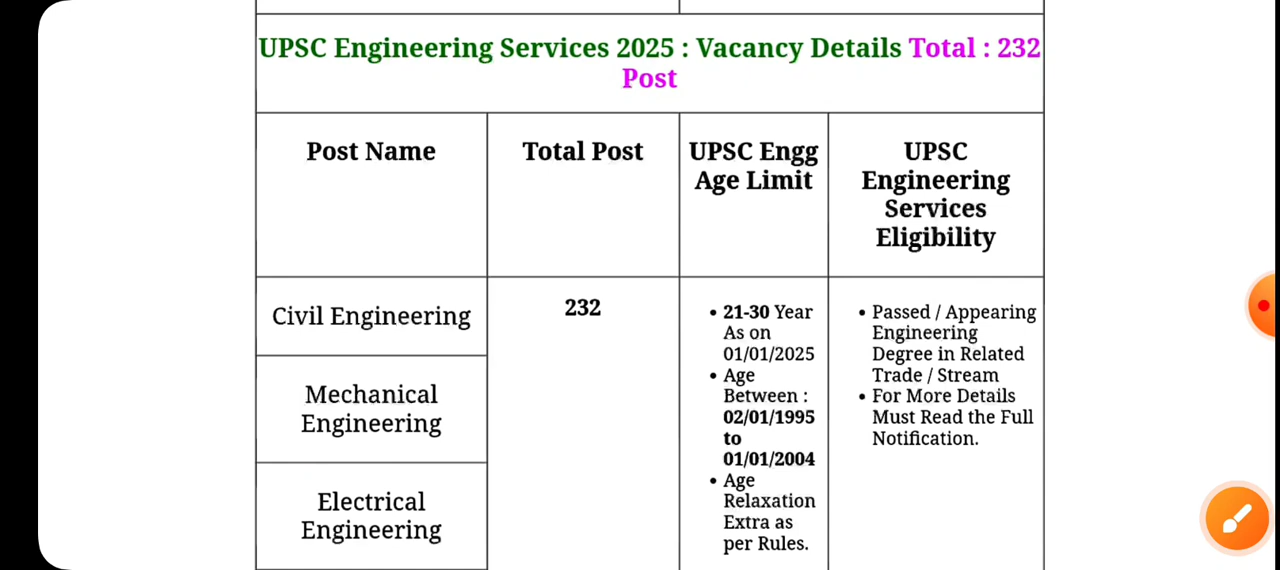 UPSC Engineering Services 2025 : Vacancy Details Total : 232
Post
Post Name
Total Post
UPSC Engg
Age Limit
UPSC
Engineering
Services
Eligibility
Civil Engineering
Mechanical
Engineering
Electrical
Engineering
232
• 21-30 Year
As on
01/01/2025
• Age
Between :
02/01/1995
to
01/01/2004
• Age
Relaxation
Extra as
per Rules.
• Passed / Appearing
Engineering
Degree in Related
Trade / Stream
• For More Details
Must Read the Full
Notification.